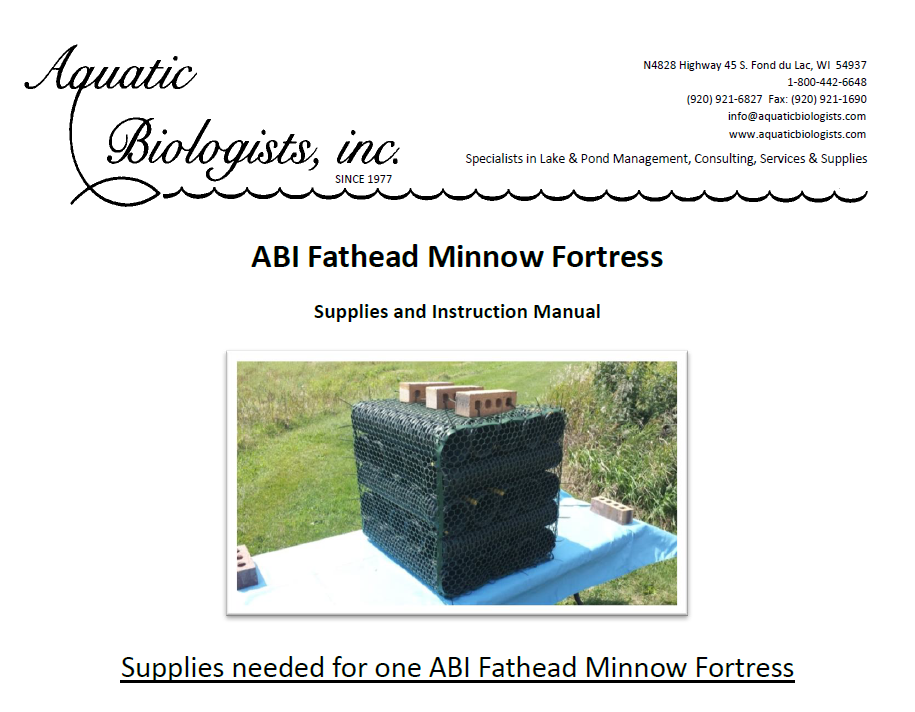 Aquatic
Biologists, inc.
SINCE 1977
N4828 Highway 45 S. Fond du Lac, WI 54937
1-800-442-6648
(920) 921-6827 Fax: (920) 921-1690
info@aquaticbiologists.com
www.aquaticbiologists.com
Specialists in Lake & Pond Management, Consulting, Services & Supplies
ABI Fathead Minnow Fortress
Supplies and Instruction Manual
Supplies needed for one ABI Fathead Minnow Fortress